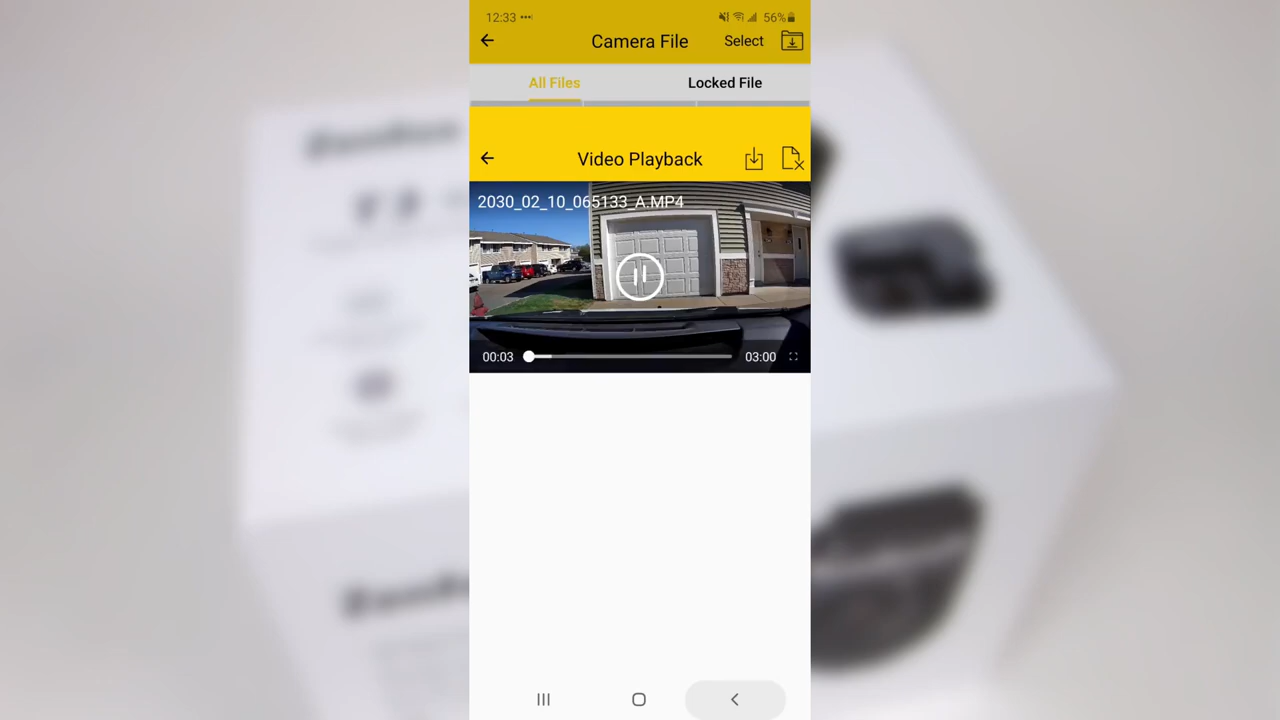 12:33
56%
Camera File
Select
All Files
Locked File
Video Playback
2030_02_10_065133_A.MP4
00:03
03:00